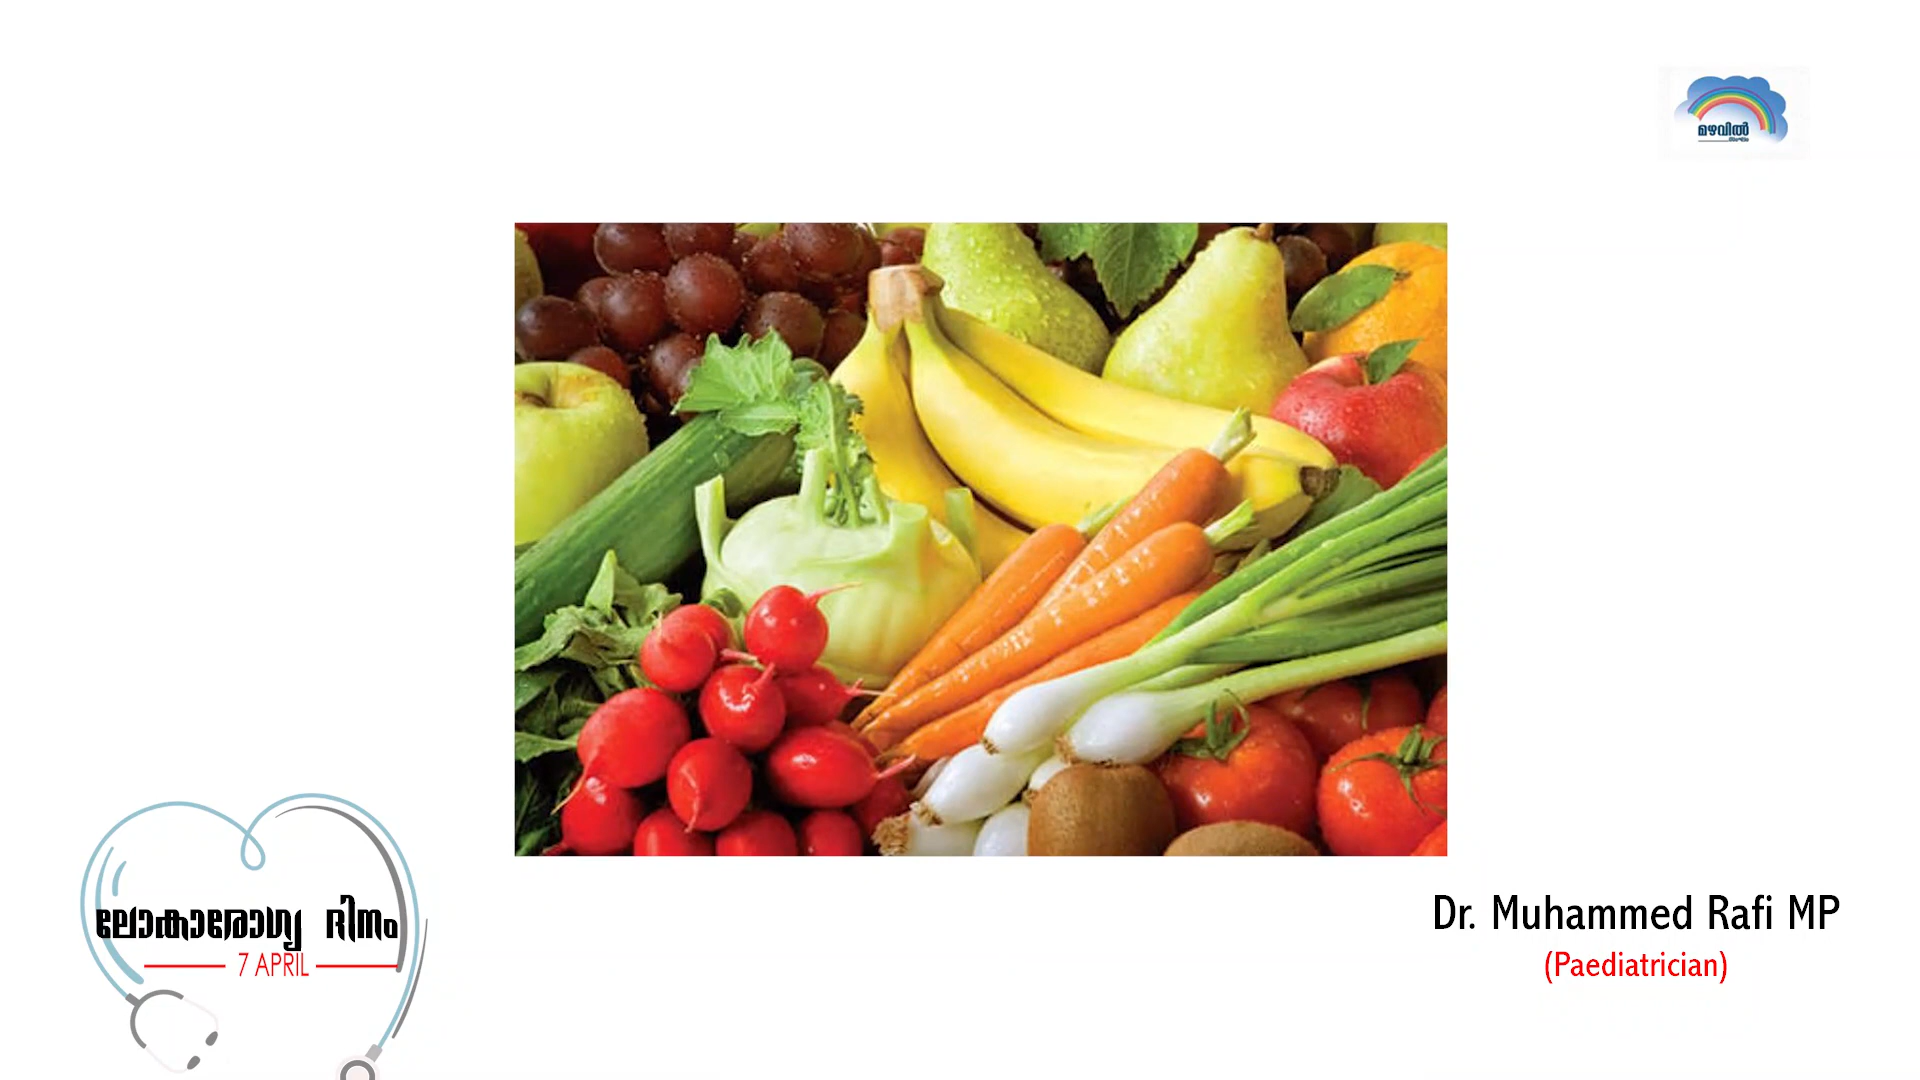 മഴവിൽ
ലോകാരോഗ്യ ദിനം
7 APRIL
Dr. Muhammed Rafi MP
(Paediatrician)